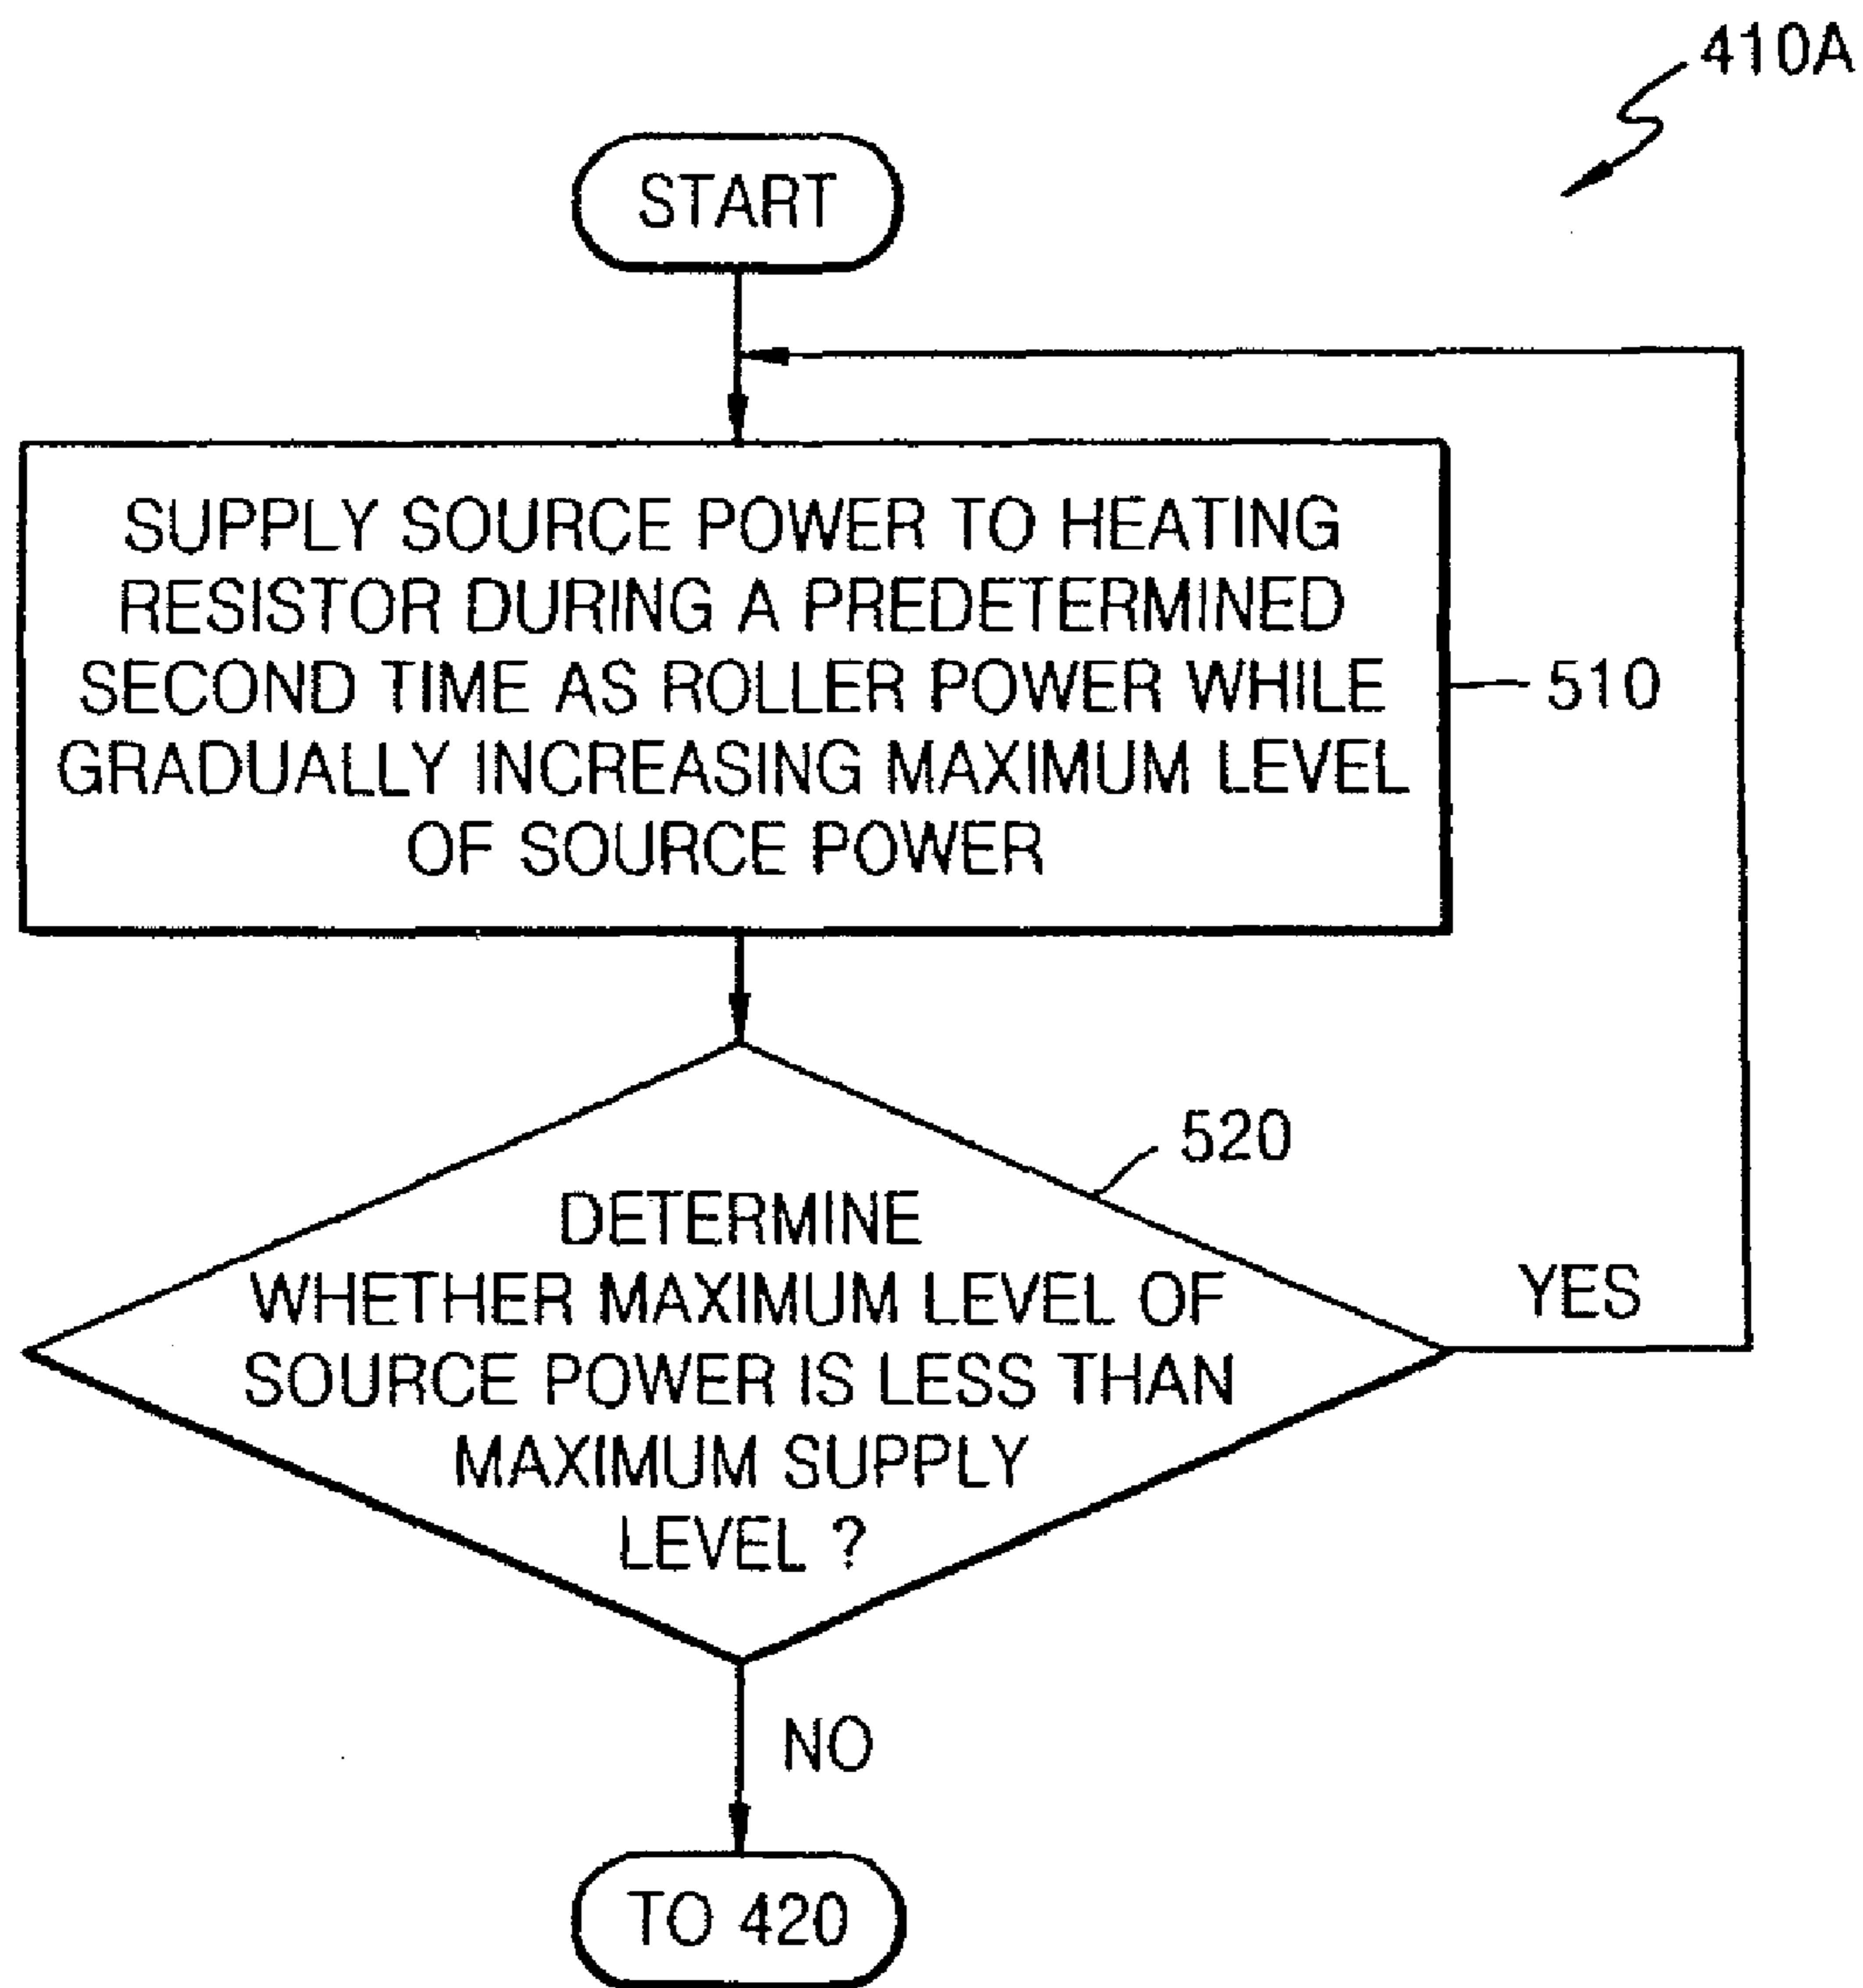 410A
START
SUPPLY SOURCE POWER TO HEATING
RESISTOR DURING A PREDETERMINED
SECOND TIME AS ROLLER POWER WHILE
GRADUALLY INCREASING MAXIMUM LEVEL
OF SOURCE POWER
510
520
DETERMINE
WHETHER MAXIMUM LEVEL OF
SOURCE POWER IS LESS THAN
MAXIMUM SUPPLY
LEVEL ?
YES
NO
TO 420